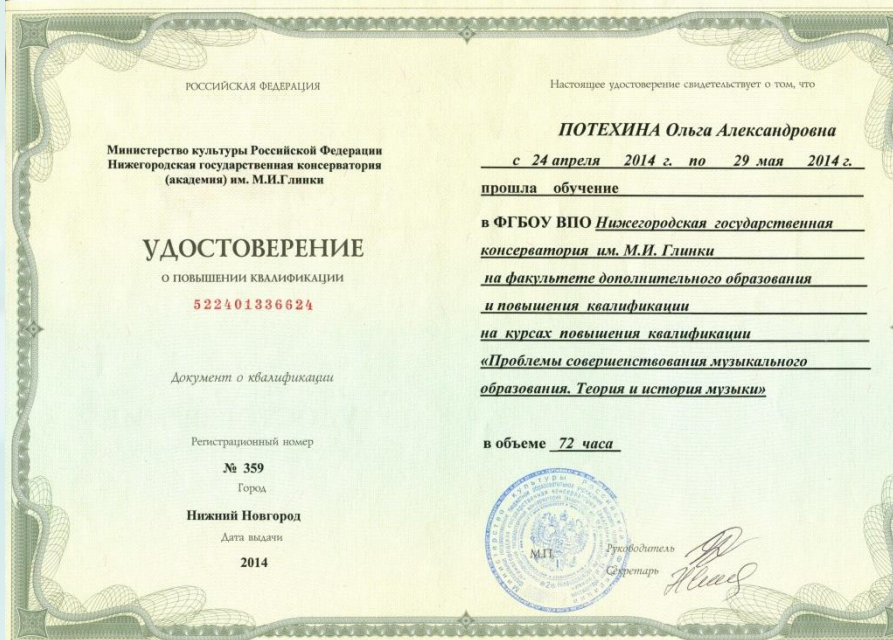 РОССИЙСКАЯ ФЕДЕРАЦИЯ
Министерство культуры Российской Федерации
Нижегородская государственная консерватория
(академия) им. М.И.Глинки
УДОСТОВЕРЕНИЕ
О ПОВЫШЕНИИ КВАЛИФИКАЦИИ
522401336624
Документ о квалификации
Регистрационный номер
№ 359
Город
Нижний Новгород
Дата выдачи
2014
Настоящее удостоверение свидетельствует о том, что
ПОТЕХИНА Ольга Александровна
с 24 апреля 2014 г. по 29 мая 2014 г.
прошла обучение
в ФГБОУ ВПО Нижегородская государственная
консерватория им. М.И. Глинки
на факультете дополнительного образования
и повышения квалификации
на курсах повышения квалификации
«Проблемы совершенствования музыкального
образования. Теория и история музыки»
в объеме 72 часа
М.П.
Руководитель
Секретарь